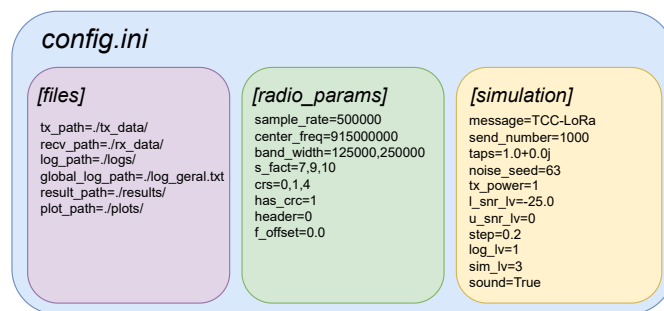 config.ini
[files]
tx_path=./tx_data/
recv_path=./rx_data/
log_path=./logs/
global_log_path=./log_geral.txt
result_path=./results/
plot_path=./plots/
[radio_params]
sample_rate=500000
center_freq=915000000
band_width=125000,250000
s_fact=7,9,10
crs=0,1,4
has_crc=1
header=0
f_offset=0.0
[simulation]
message=TCC-LoRa
send_number=1000
taps=1.0+0.0j
noise_seed=63
tx_power=1
l_snr_lv=-25.0
u_snr_lv=0
step=0.2
log_lv=1
sim_lv=3
sound=True